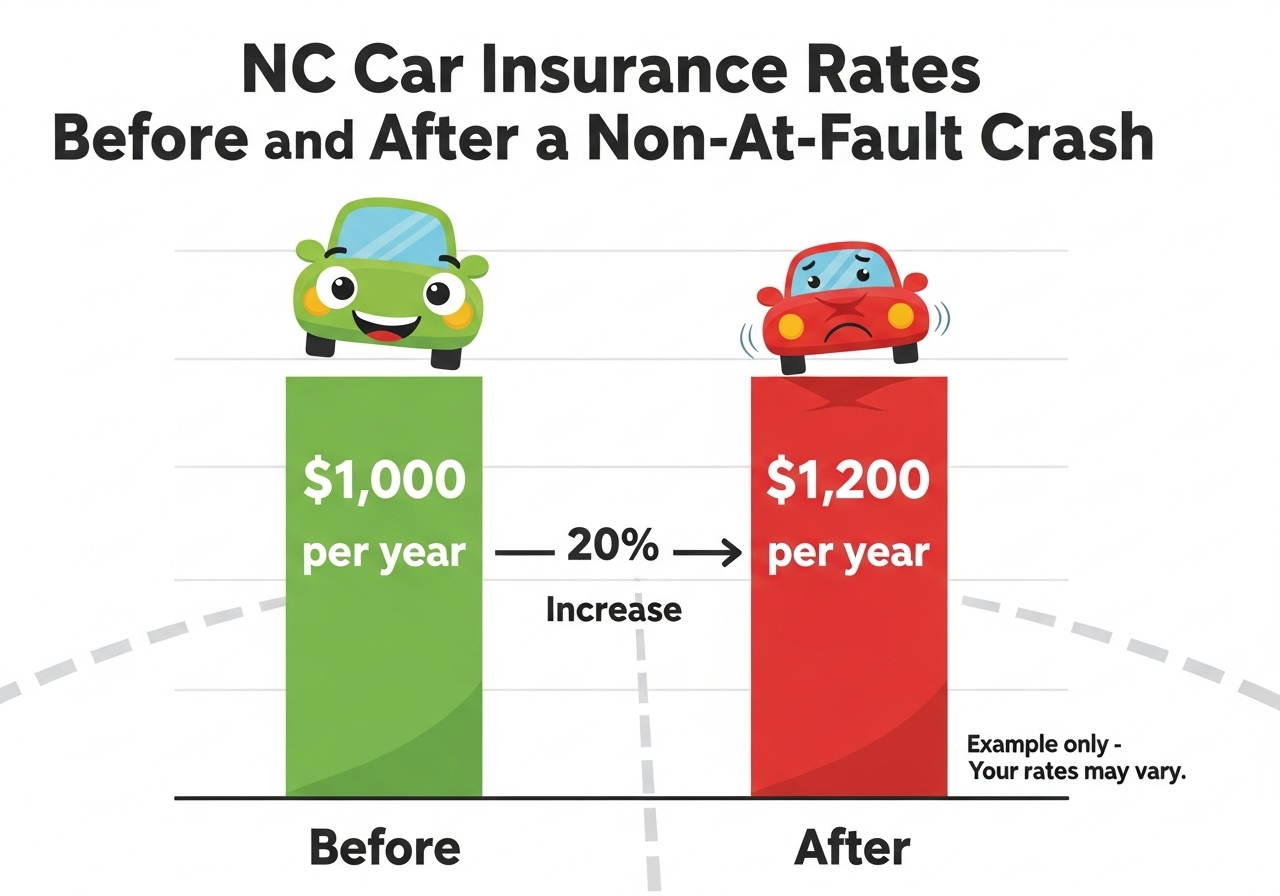 NC Car Insurance Rates
Before and After a Non-At-Fault Crash
$1,000
per year
20%
Increase
$1,200
per year
Example only -
Your rates may vary.
Before
After